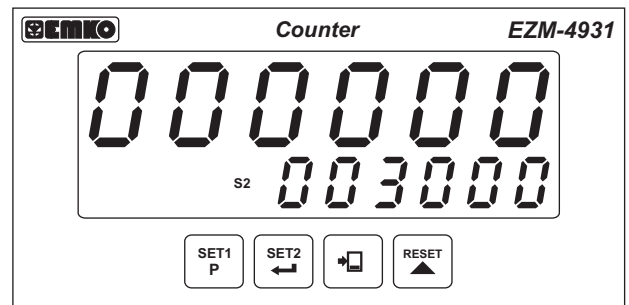 EMKO Counter EZM-4931
000000
S2 003000
SET1 SET2 RESET
P